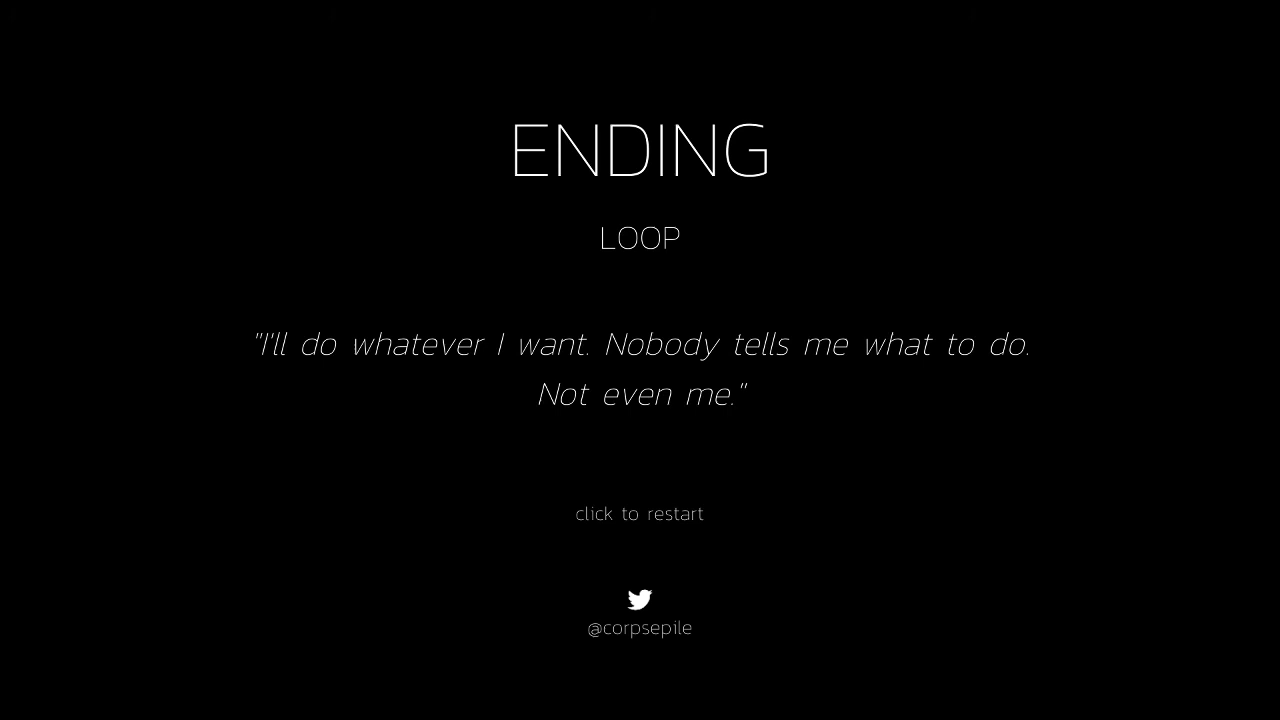 ENDING
LOOP
"I'll do whatever I want. Nobody tells me what to do.
Not even me."
click to restart
@corpsepile